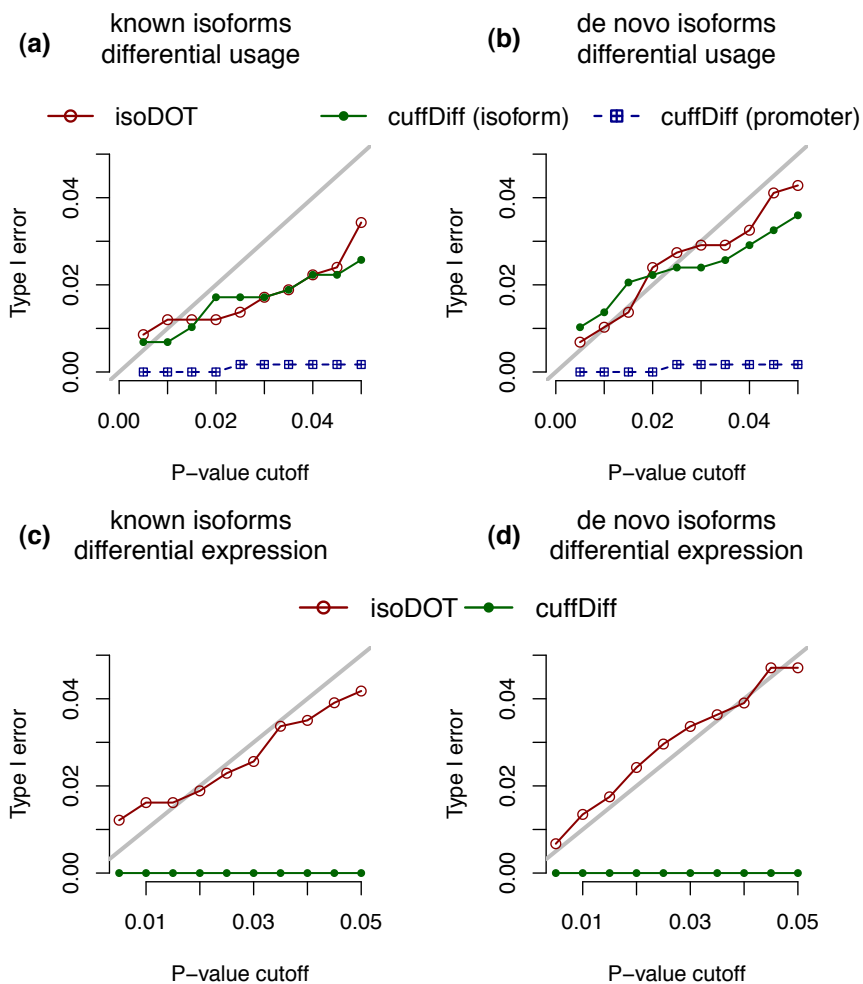 (a)
known isoforms
differential usage
(b)
de novo isoforms
differential usage
isoDOT
cuffDiff (isoform)
cuffDiff (promoter)
Type I error
0.00
0.02
0.04
0.00
0.02
0.04
P−value cutoff
Type I error
0.00
0.02
0.04
0.00
0.02
0.04
P−value cutoff
(c)
known isoforms
differential expression
(d)
de novo isoforms
differential expression
isoDOT
cuffDiff
Type I error
0.00
0.02
0.04
0.01
0.03
0.05
P−value cutoff
Type I error
0.00
0.02
0.04
0.01
0.03
0.05
P−value cutoff